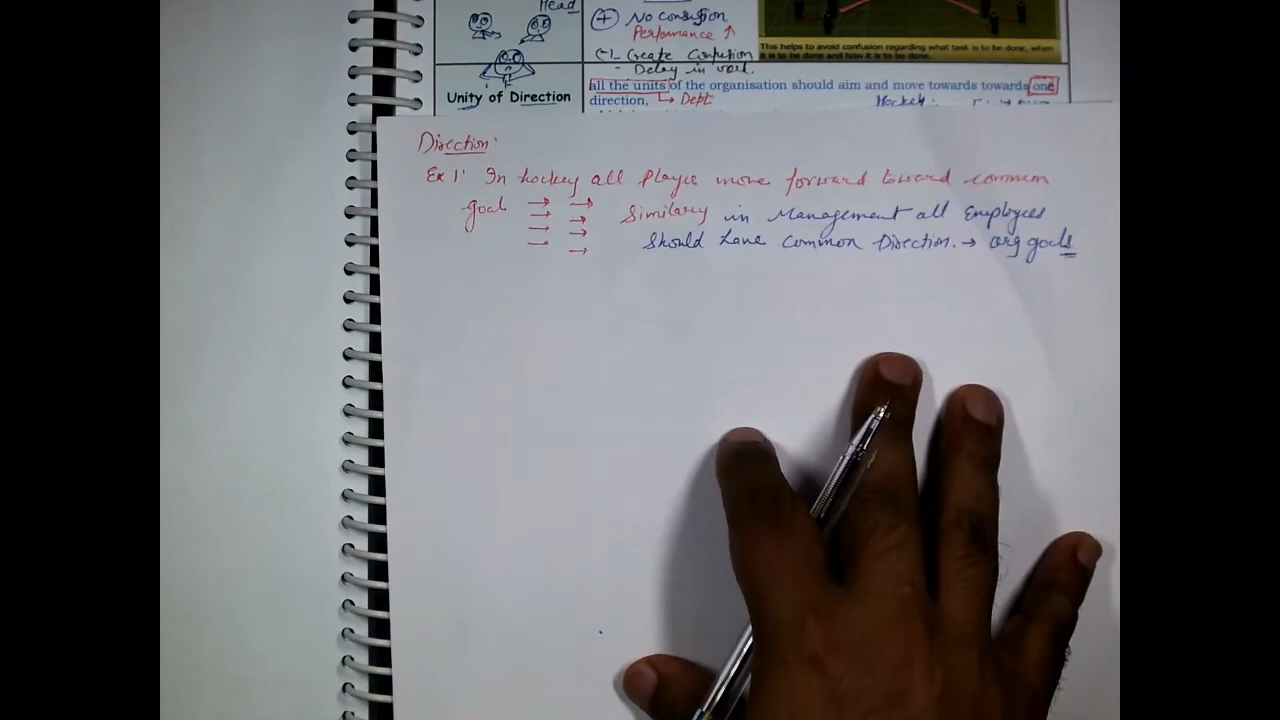 Head
+ No confusion
Performance ↑
(-) Create Confusion
- Delay in work.
This helps to avoid confusion regarding what task is to be done, when
it is to be done and how it is to be done.
Unity of Direction
all the units of the organisation should aim and move towards towards one
direction, ↳ Dept.
Hockey:
Direction:
Ex 1: In hockey all Player move forward toward common
goal → → Similary in Management all Employees
→ →
→ → Should have Common Direction. → org goals
→ →